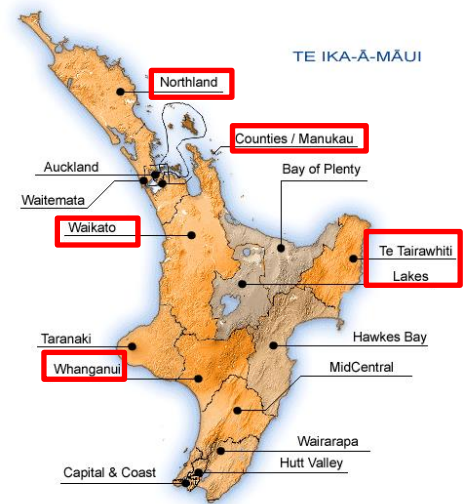 TE IKA-Ā-MĀUI
Northland
Counties / Manukau
Auckland
Bay of Plenty
Waitemata
Waikato
Te Tairawhiti
Lakes
Taranaki
Hawkes Bay
Whanganui
MidCentral
Wairarapa
Capital & Coast
Hutt Valley